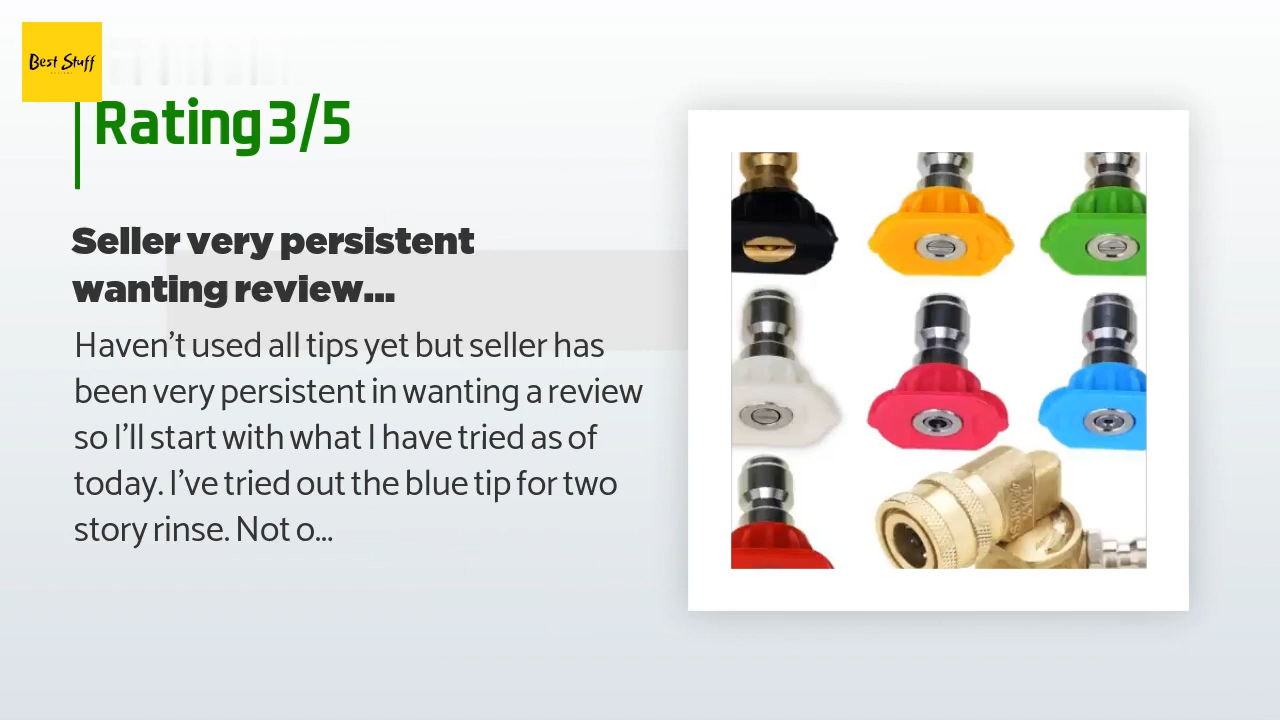 Best Stuff
Rating 3/5
Seller very persistent
wanting review...
Haven't used all tips yet but seller has
been very persistent in wanting a review
so I'll start with what I have tried as of
today. I've tried out the blue tip for two
story rinse. Not o...